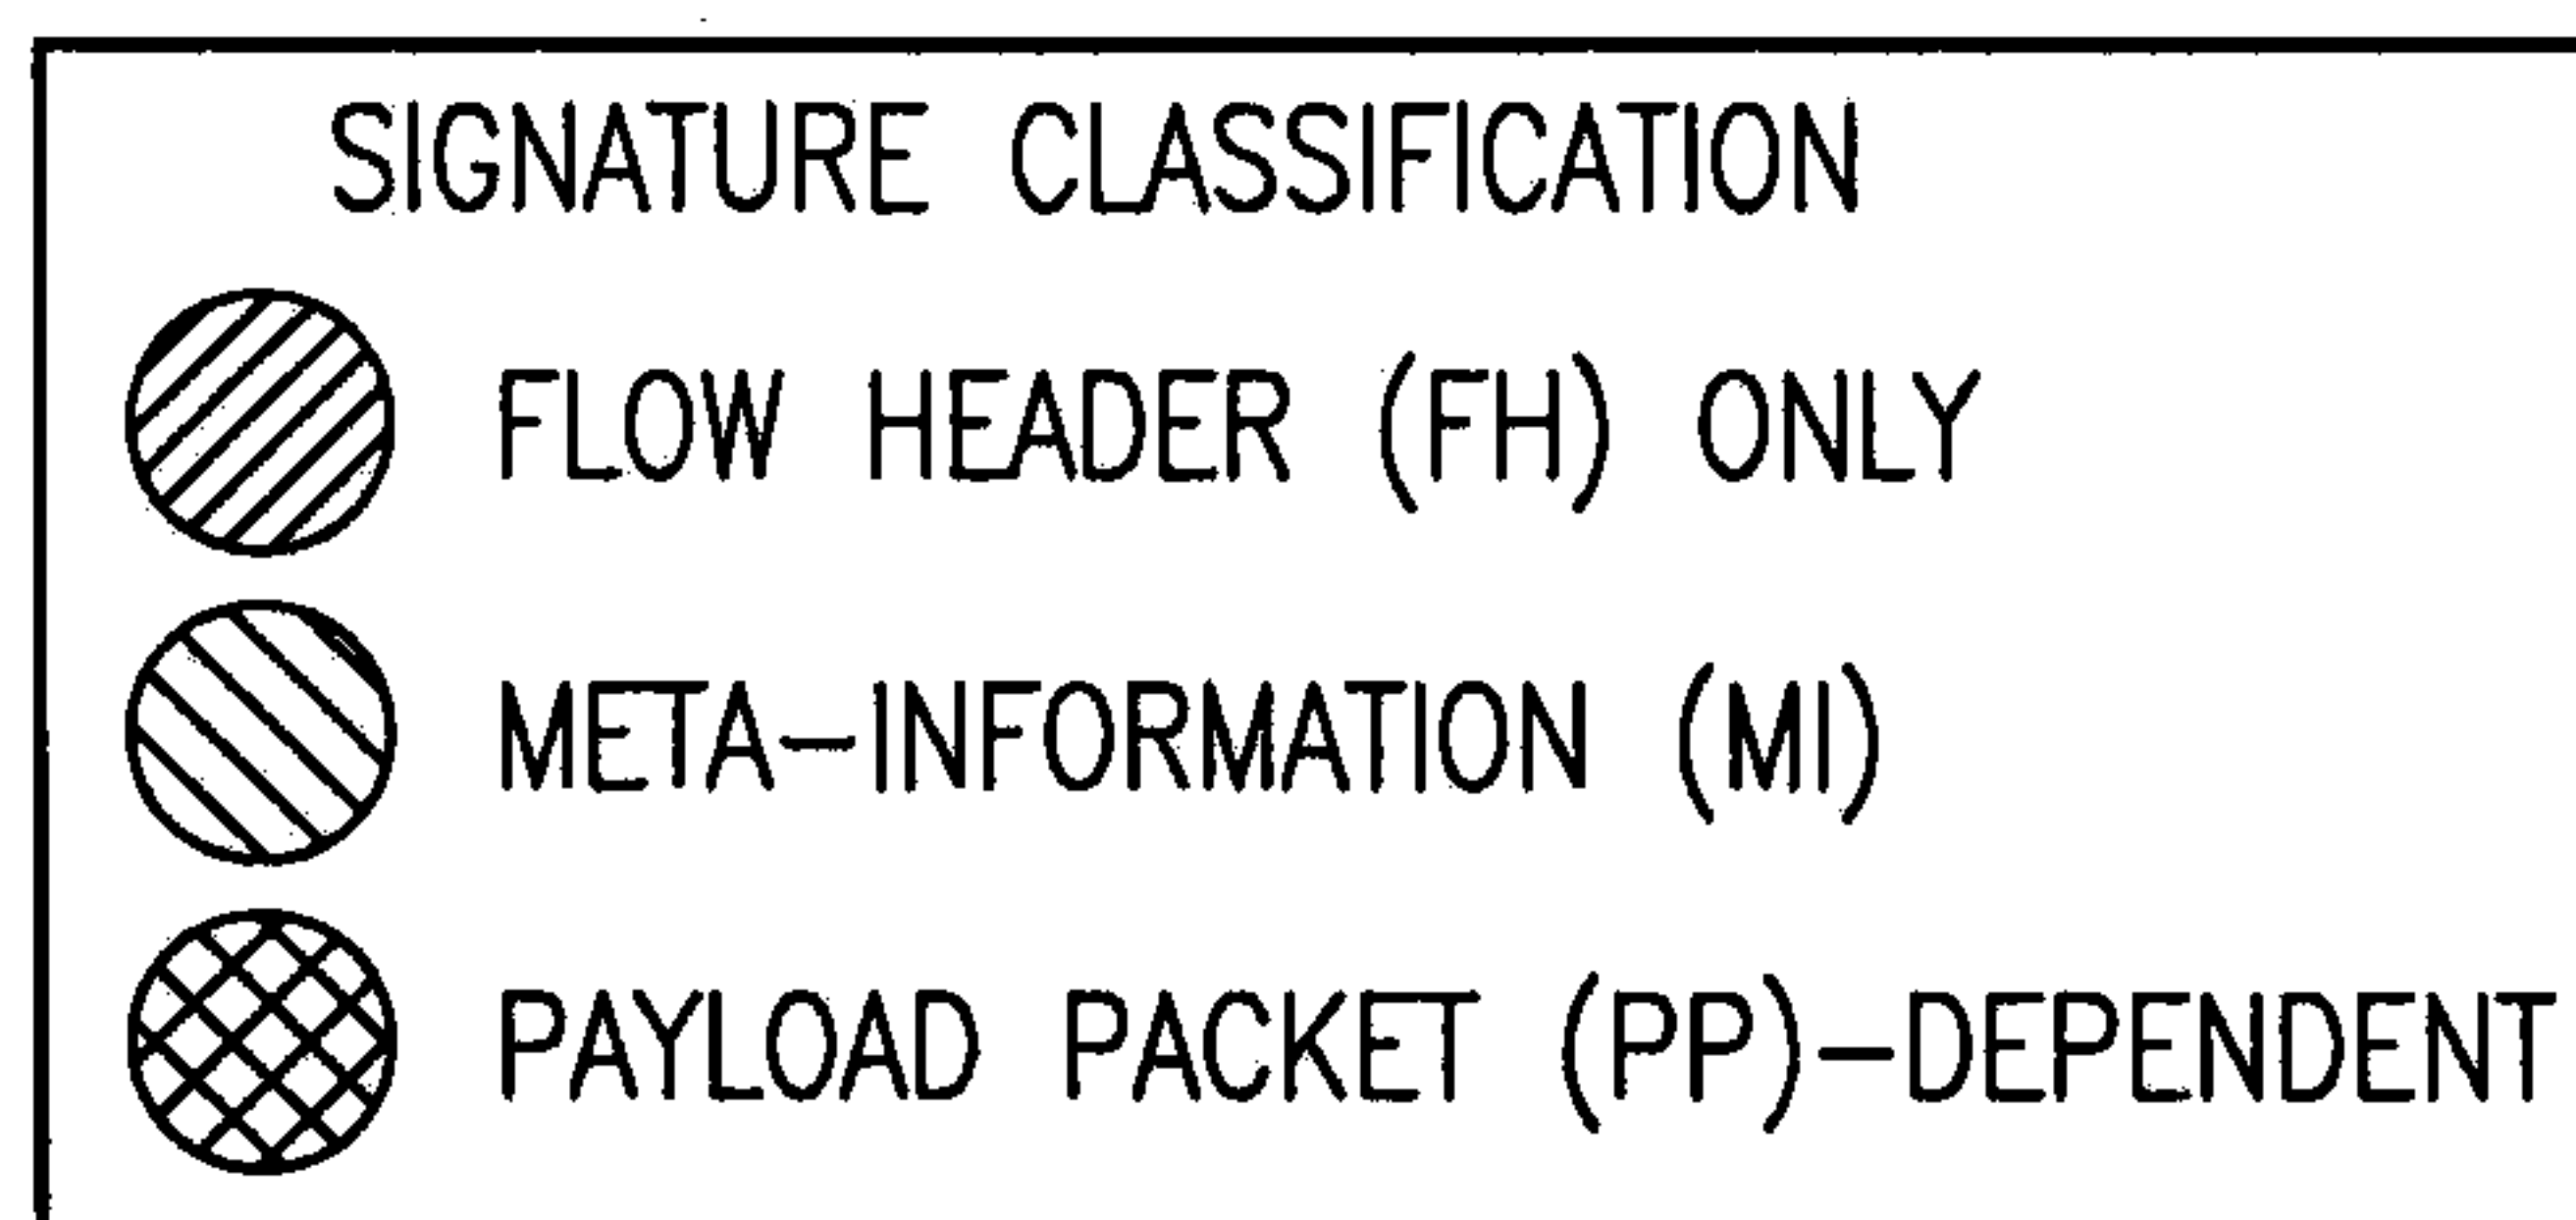 SIGNATURE CLASSIFICATION
FLOW HEADER (FH) ONLY
META-INFORMATION (MI)
PAYLOAD PACKET (PP)-DEPENDENT